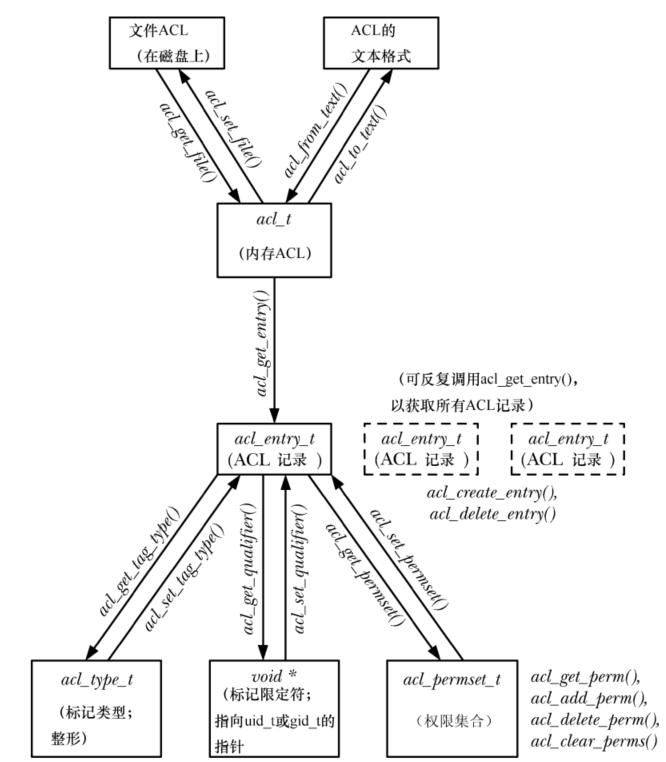 文件ACL
（在磁盘上）
ACL的
文本格式
acl_get_file()
acl_set_file()
acl_from_text()
acl_to_text()
acl_t
（内存ACL）
acl_get_entry()
（可反复调用acl_get_entry()，
以获取所有ACL记录）
acl_entry_t
(ACL 记录 )
acl_entry_t
(ACL 记录 )
acl_entry_t
(ACL 记录 )
acl_create_entry(),
acl_delete_entry()
acl_get_tag_type()
acl_set_tag_type()
acl_get_qualifier()
acl_set_qualifier()
acl_get_permset()
acl_set_permset()
acl_type_t
（标记类型；
整形）
void *
（标记限定符；
指向uid_t或gid_t的
指针
acl_permset_t
（权限集合）
acl_get_perm(),
acl_add_perm(),
acl_delete_perm(),
acl_clear_perms()